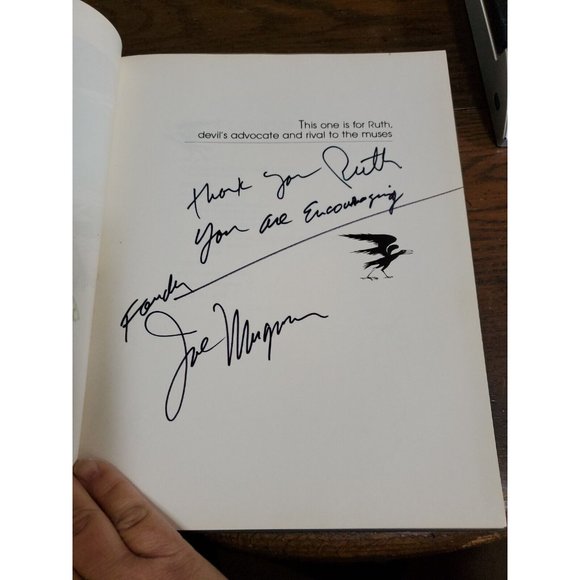 This one is for Ruth,
devil's advocate and rival to the muses
Thank you Ruth
You are Encouraging
Fondly
Joe Mugnaini